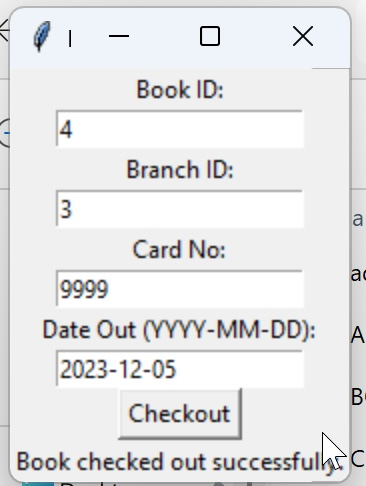 Book ID:
4
Branch ID:
3
Card No:
9999
Date Out (YYYY-MM-DD):
2023-12-05
Checkout
Book checked out successfully.